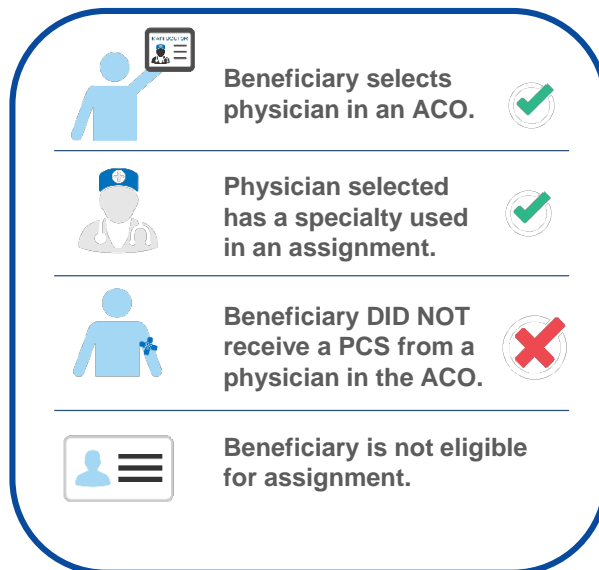 Beneficiary selects
physician in an ACO.
Physician selected
has a specialty used
in an assignment.
Beneficiary DID NOT
receive a PCS from a
physician in the ACO.
Beneficiary is not eligible
for assignment.